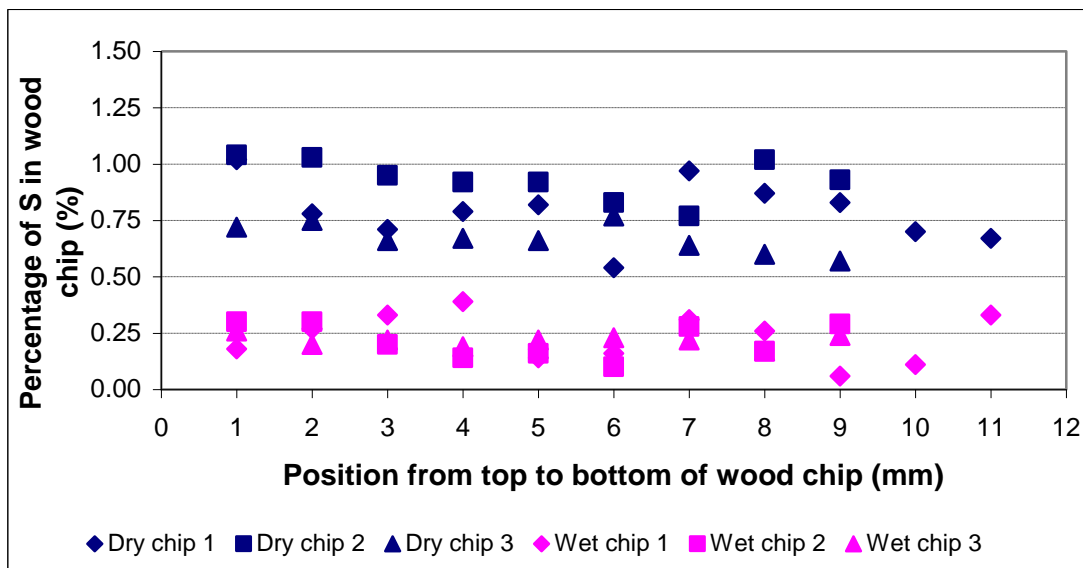 Percentage of S in wood
chip (%)
1.50
1.25
1.00
0.75
0.50
0.25
0.00
0 1 2 3 4 5 6 7 8 9 10 11 12
Position from top to bottom of wood chip (mm)
Dry chip 1 Dry chip 2 Dry chip 3 Wet chip 1 Wet chip 2 Wet chip 3